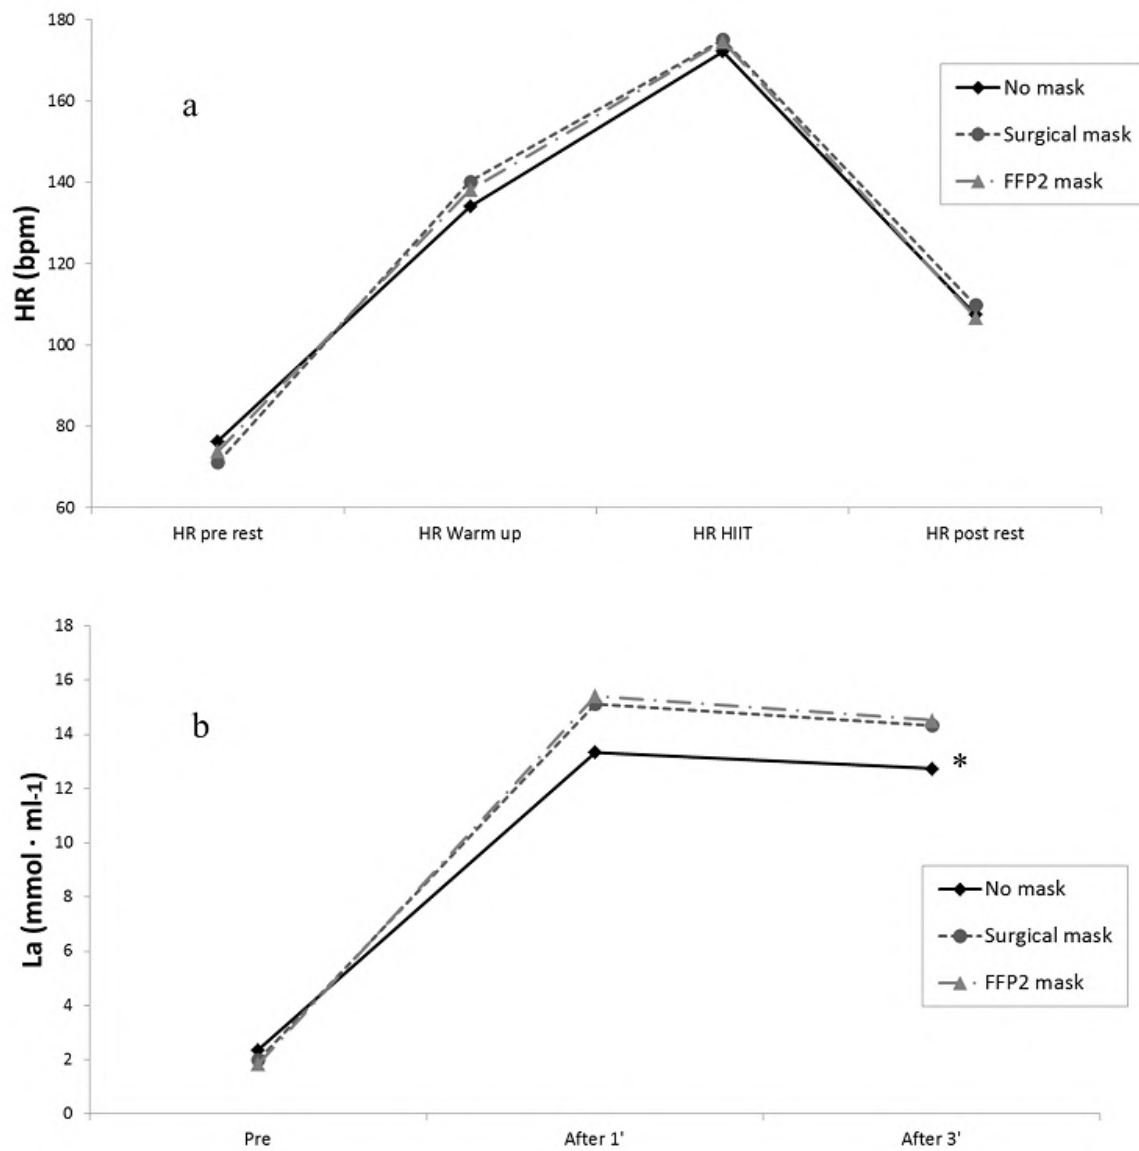 180
160
140
120
100
80
60
HR (bpm)
a
No mask
Surgical mask
FFP2 mask
HR pre rest
HR Warm up
HR HIIT
HR post rest
18
16
14
12
10
8
6
4
2
0
La (mmol · ml-1)
b
*
No mask
Surgical mask
FFP2 mask
Pre
After 1'
After 3'